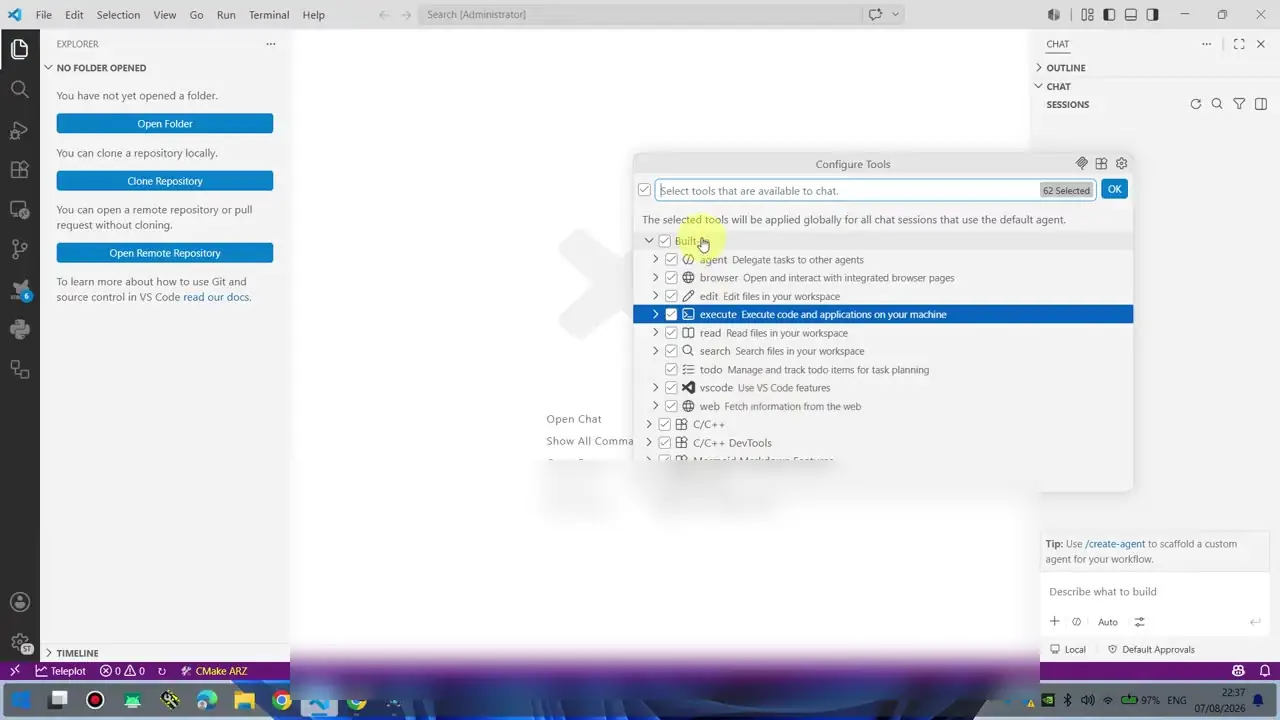 File Edit Selection View Go Run Terminal Help
Search [Administrator]
EXPLORER
NO FOLDER OPENED
You have not yet opened a folder.
Open Folder
You can clone a repository locally.
Clone Repository
You can open a remote repository or pull
request without cloning.
Open Remote Repository
To learn more about how to use Git and
source control in VS Code read our docs.
6
ST
TIMELINE
Open Chat
Show All Comma
Configure Tools
Select tools that are available to chat.
62 Selected
OK
The selected tools will be applied globally for all chat sessions that use the default agent.
agent Delegate tasks to other agents
browser Open and interact with integrated browser pages
edit Edit files in your workspace
execute Execute code and applications on your machine
read Read files in your workspace
search Search files in your workspace
todo Manage and track todo items for task planning
vscode Use VS Code features
web Fetch information from the web
C/C++
C/C++ DevTools
Mermaid Markdown Features
CHAT
OUTLINE
CHAT
SESSIONS
Tip: Use /create-agent to scaffold a custom
agent for your workflow.
Describe what to build
Auto
Local Default Approvals
Teleplot 0 0 CMake ARZ
97% ENG
22:37
07/08/2026